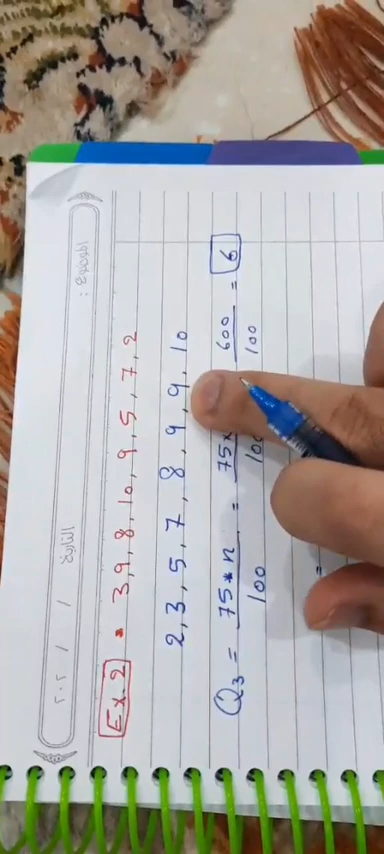 الموضوع :
التاريخ / / ٢٠٢
Ex. 2 • 3, 9, 8, 10, 9, 5, 7, 2
2, 3, 5, 7, 8, 9, 9, 10
Q₃ = 75*n / 100 = 75* / 100 = 600 / 100 = 6
=